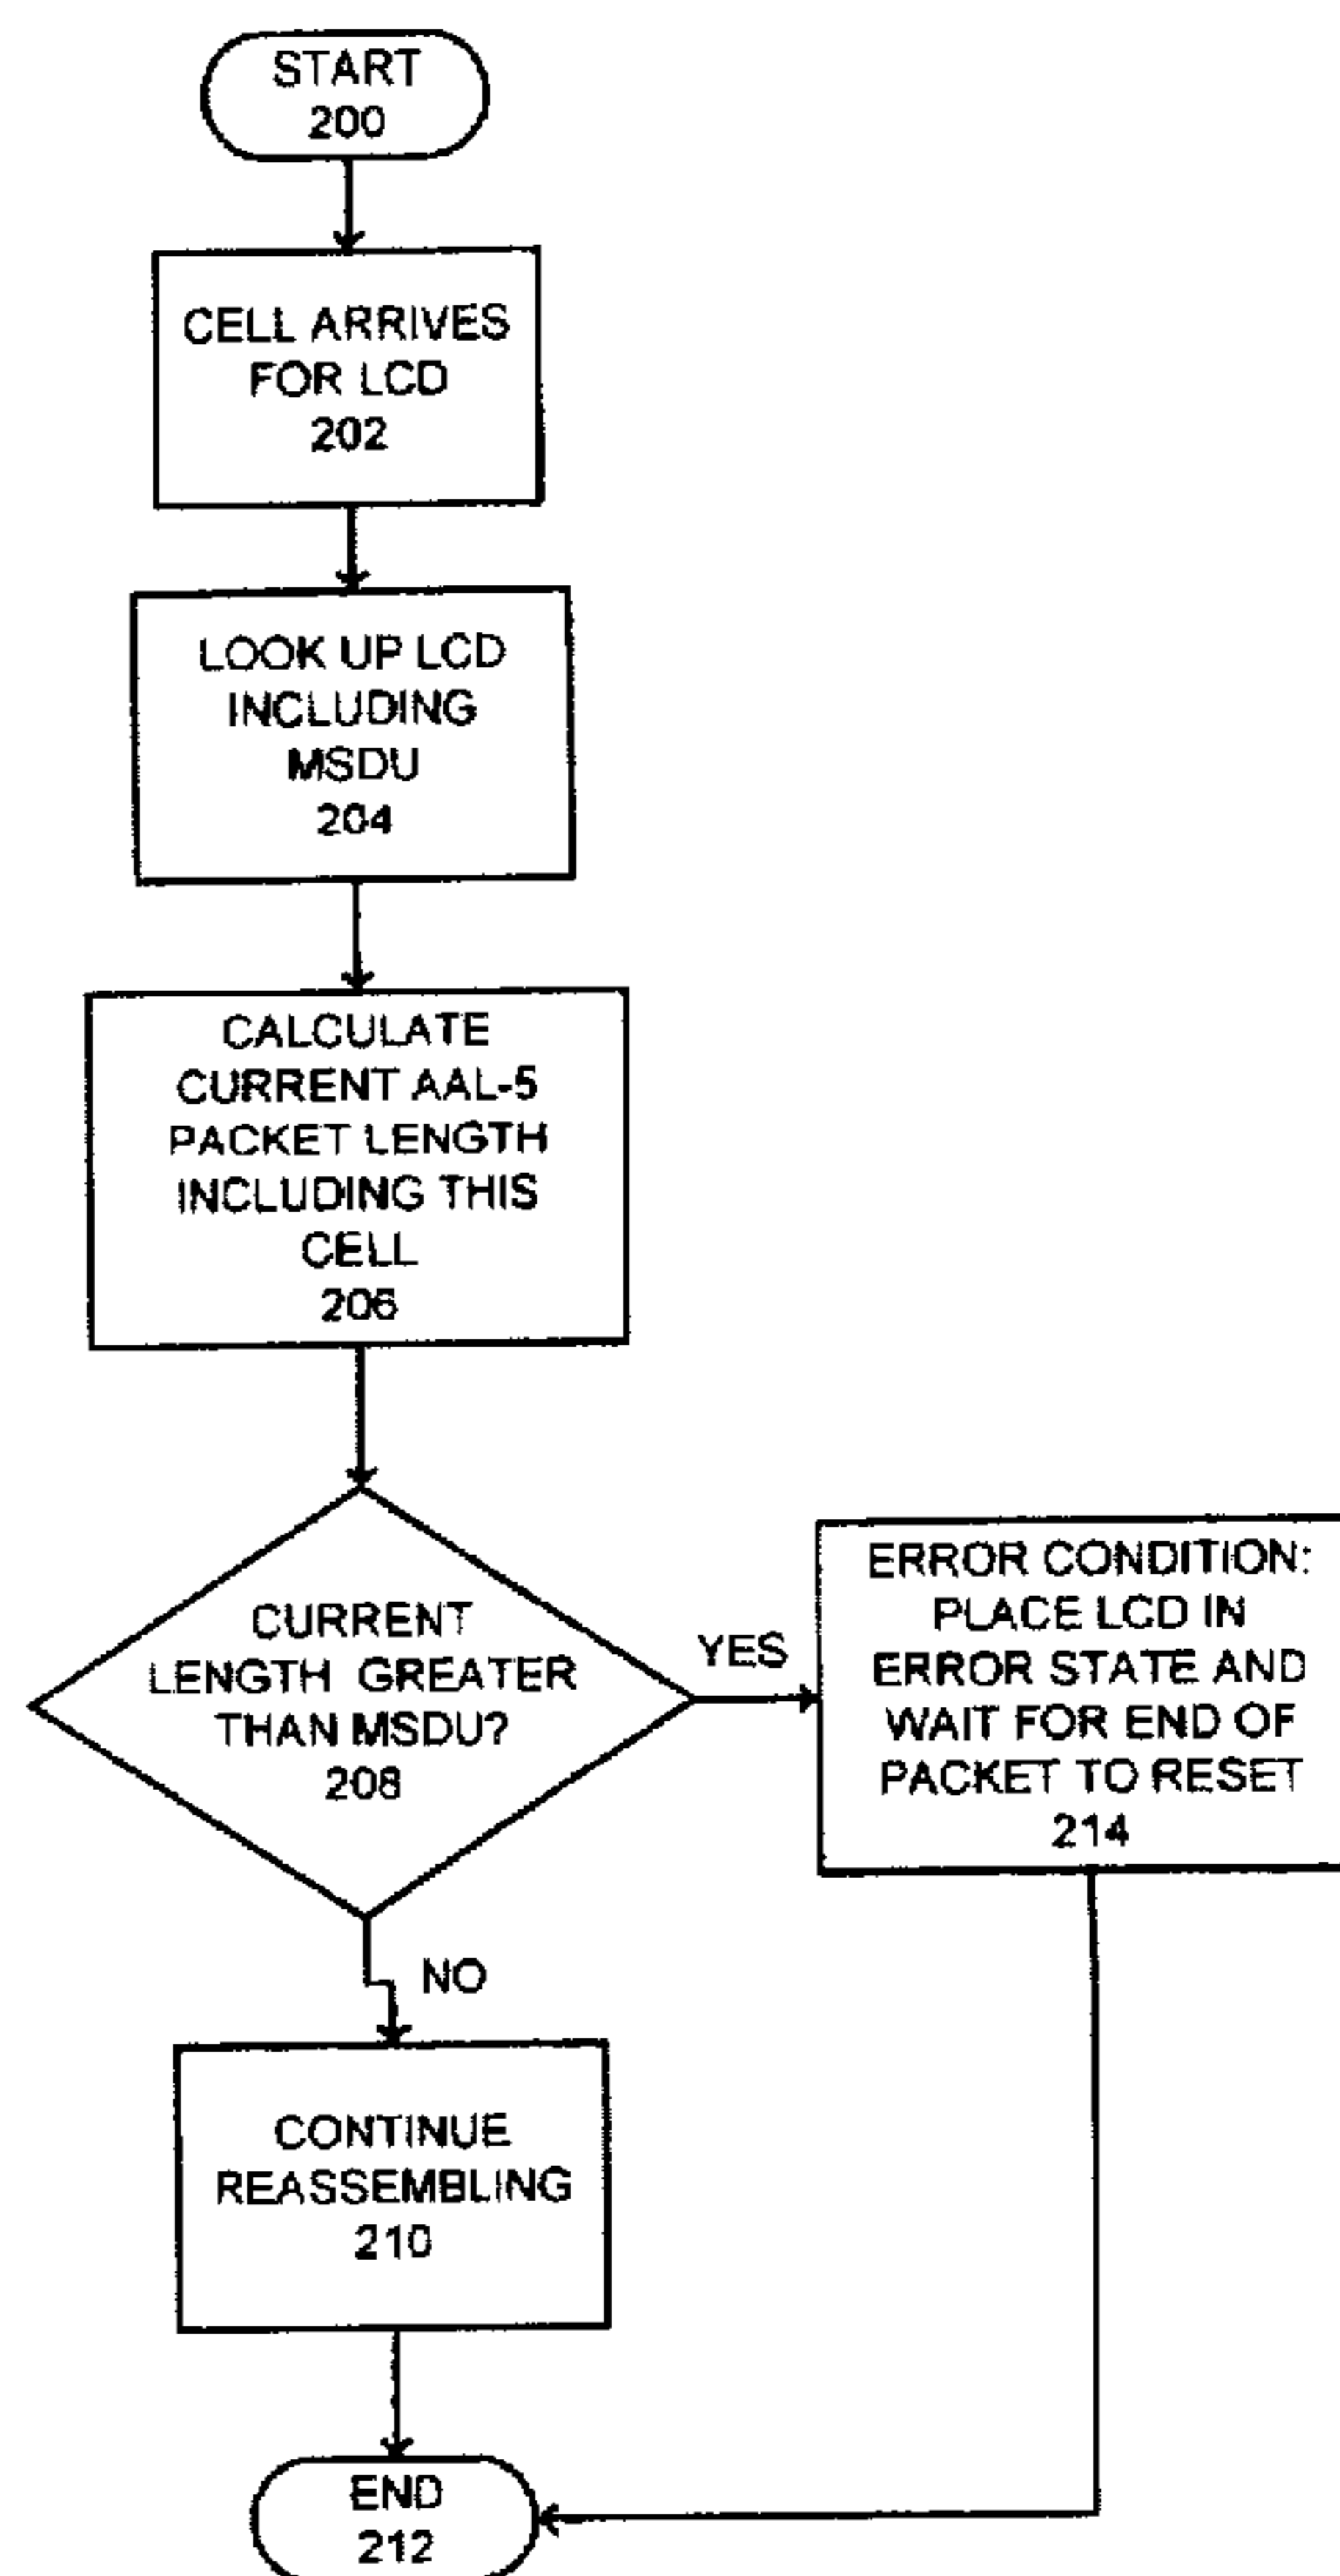 START
200
CELL ARRIVES
FOR LCD
202
LOOK UP LCD
INCLUDING
MSDU
204
CALCULATE
CURRENT AAL-5
PACKET LENGTH
INCLUDING THIS
CELL
206
CURRENT
LENGTH GREATER
THAN MSDU?
208
YES
ERROR CONDITION:
PLACE LCD IN
ERROR STATE AND
WAIT FOR END OF
PACKET TO RESET
214
NO
CONTINUE
REASSEMBLING
210
END
212